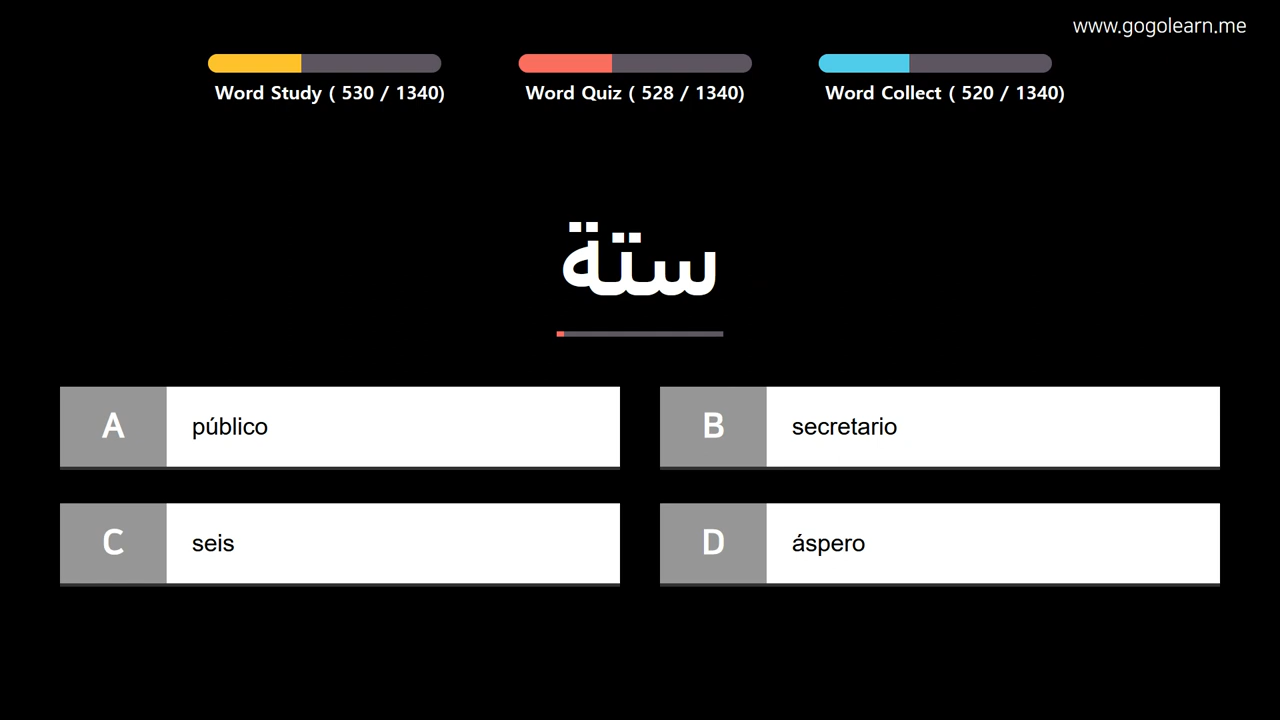 www.gogolearn.me
Word Study ( 530 / 1340)
Word Quiz ( 528 / 1340)
Word Collect ( 520 / 1340)
ستة
A público
B secretario
C seis
D áspero